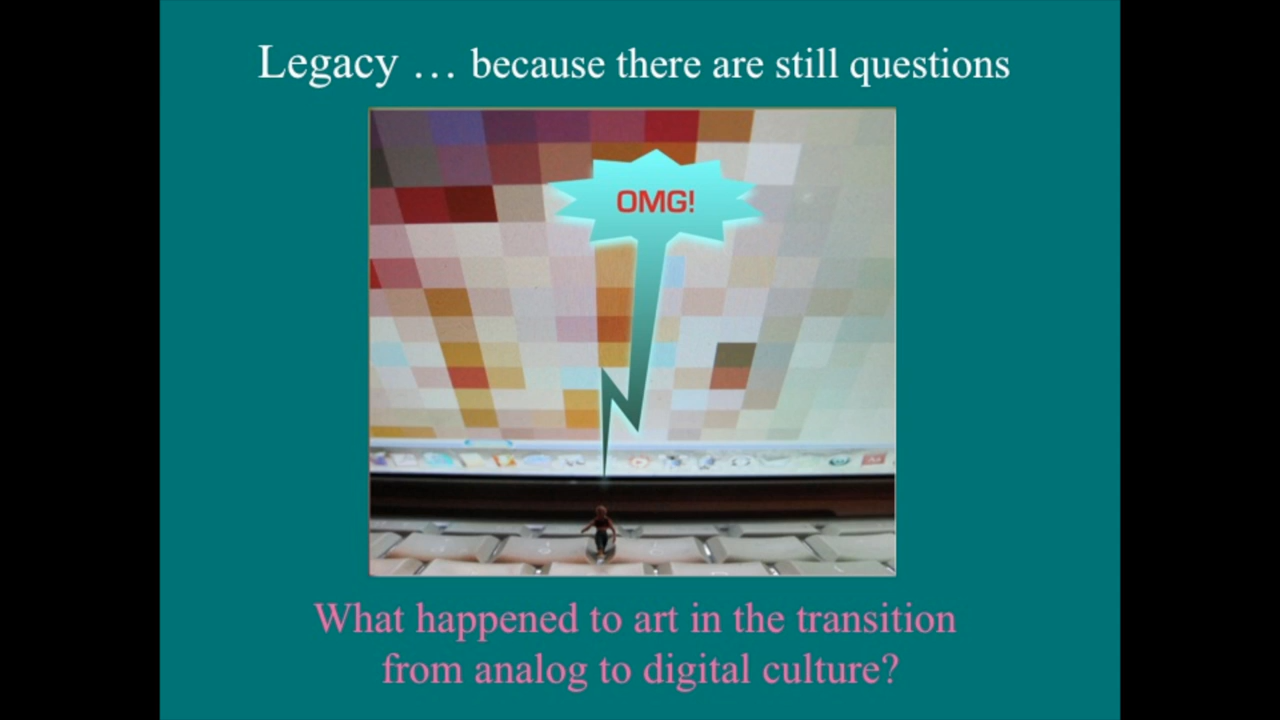 Legacy … because there are still questions
OMG!
What happened to art in the transition
from analog to digital culture?